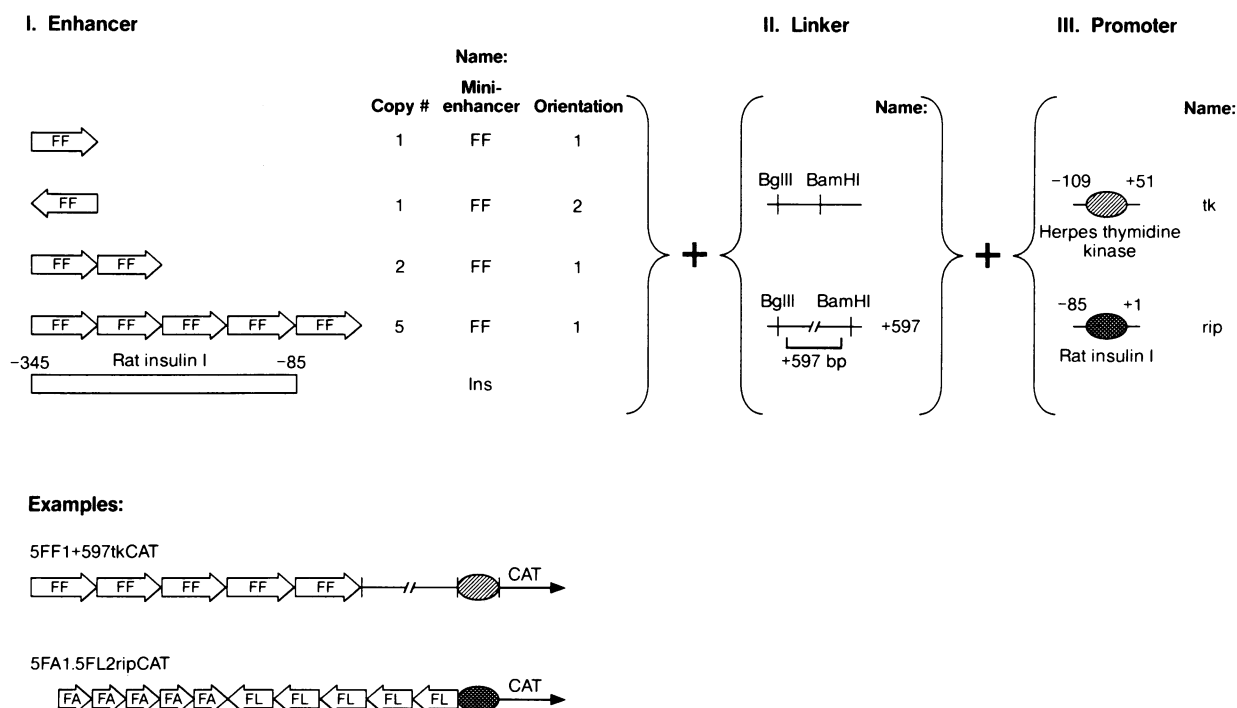 I. Enhancer
II. Linker
III. Promoter
Name:
Copy # Mini-enhancer Orientation
FF
1 FF 1
FF
1 FF 2
FF FF
2 FF 1
FF FF FF FF FF
5 FF 1
−345 Rat insulin I −85
Ins
Name:
BglII BamHI
BglII BamHI
+597
+597 bp
Name:
−109 +51
tk
Herpes thymidine
kinase
−85 +1
rip
Rat insulin I
+
+
Examples:
5FF1+597tkCAT
FF FF FF FF FF CAT
5FA1.5FL2ripCAT
FA FA FA FA FA FL FL FL FL FL CAT